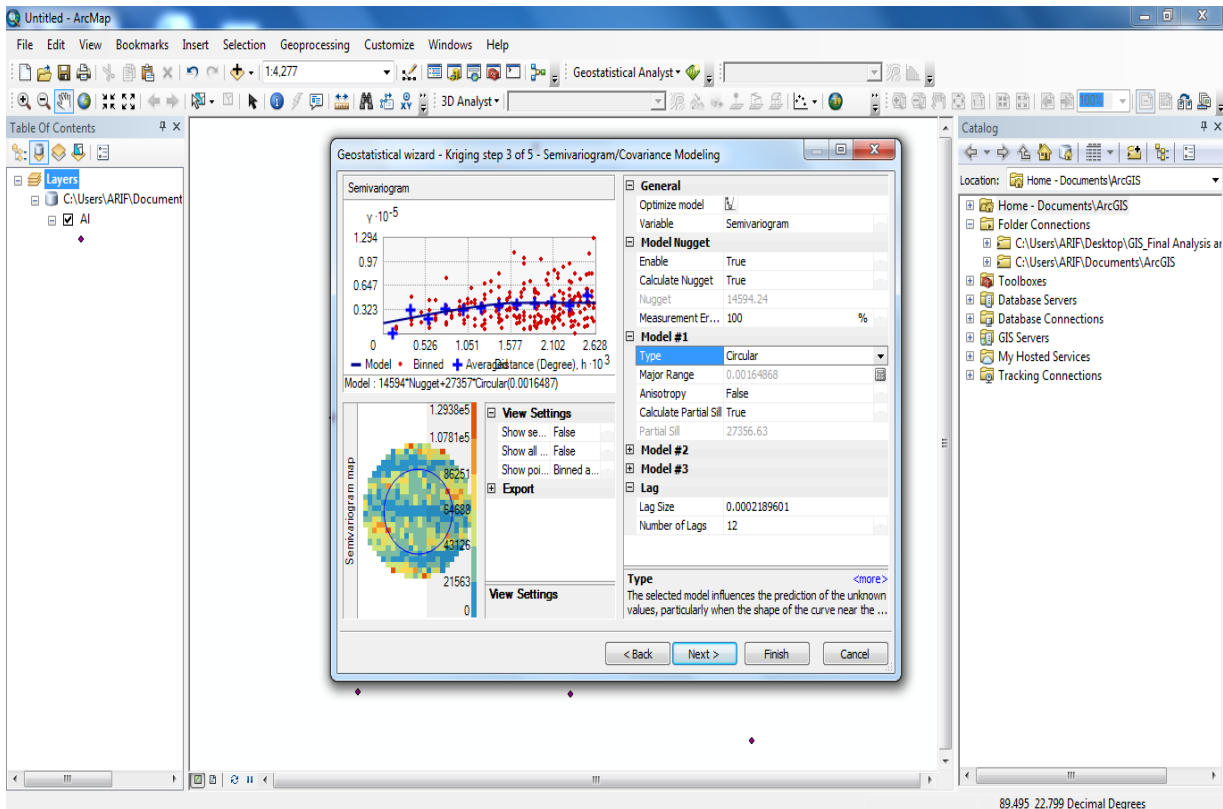 Untitled - ArcMap
File Edit View Bookmarks Insert Selection Geoprocessing Customize Windows Help
1:4,277 Geostatistical Analyst
3D Analyst 100%
Table Of Contents
Layers
C:\Users\ARIF\Document
Al
Geostatistical wizard - Kriging step 3 of 5 - Semivariogram/Covariance Modeling
Semivariogram
γ ·10-5
1.294
0.97
0.647
0.323
0 0.526 1.051 1.577 2.102 2.628
Model Binned Averaged Distance (Degree), h ·10 3
Model : 14594*Nugget+27357*Circular(0.0016487)
Semivariogram map
1.2938e5
1.0781e5
86251
64688
43126
21563
0
View Settings
Show se... False
Show all ... False
Show poi... Binned a...
Export
View Settings
General
Optimize model
Variable Semivariogram
Model Nugget
Enable True
Calculate Nugget True
Nugget 14594.24
Measurement Er... 100 %
Model #1
Type Circular
Major Range 0.00164868
Anisotropy False
Calculate Partial Sill True
Partial Sill 27356.63
Model #2
Model #3
Lag
Lag Size 0.0002189601
Number of Lags 12
Type <more>
The selected model influences the prediction of the unknown
values, particularly when the shape of the curve near the ...
< Back Next > Finish Cancel
Catalog
Location: Home - Documents\ArcGIS
Home - Documents\ArcGIS
Folder Connections
C:\Users\ARIF\Desktop\GIS_Final Analysis ar
C:\Users\ARIF\Documents\ArcGIS
Toolboxes
Database Servers
Database Connections
GIS Servers
My Hosted Services
Tracking Connections
89.495 22.799 Decimal Degrees